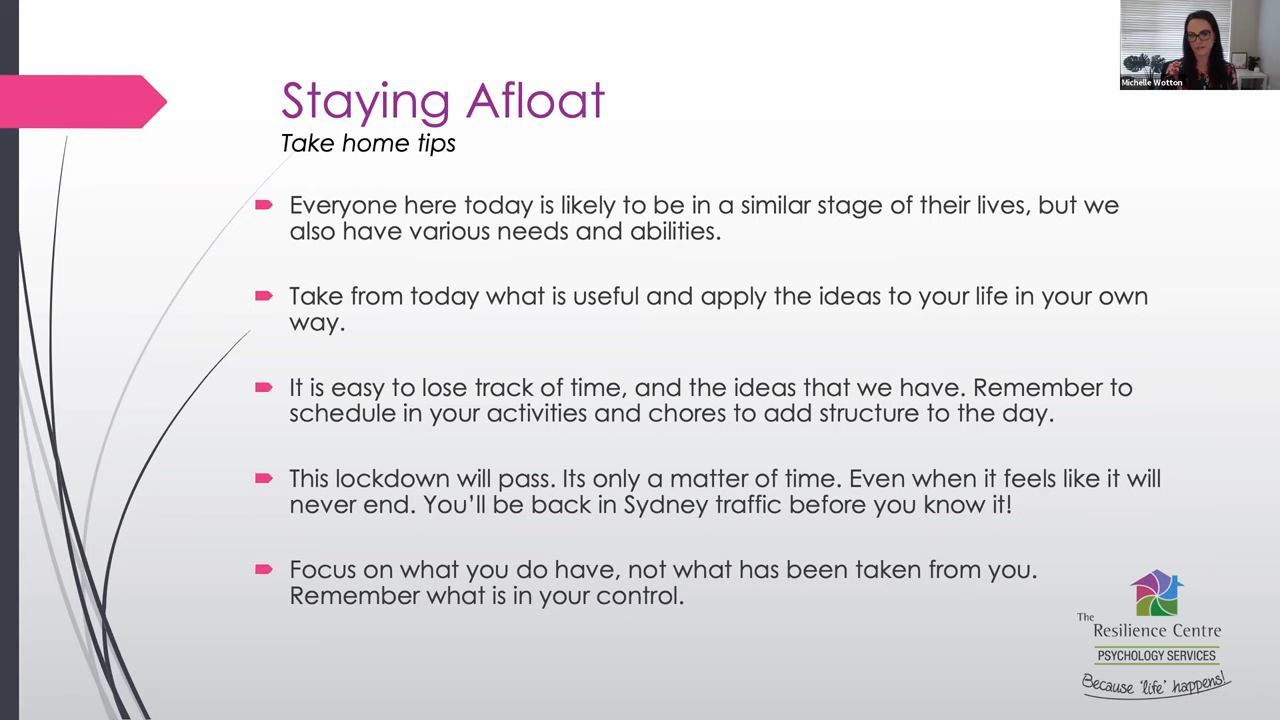 Michelle Wotton
Staying Afloat
Take home tips
Everyone here today is likely to be in a similar stage of their lives, but we
also have various needs and abilities.
Take from today what is useful and apply the ideas to your life in your own
way.
It is easy to lose track of time, and the ideas that we have. Remember to
schedule in your activities and chores to add structure to the day.
This lockdown will pass. Its only a matter of time. Even when it feels like it will
never end. You’ll be back in Sydney traffic before you know it!
Focus on what you do have, not what has been taken from you.
Remember what is in your control.
The
Resilience Centre
PSYCHOLOGY SERVICES
Because ‘life’ happens!